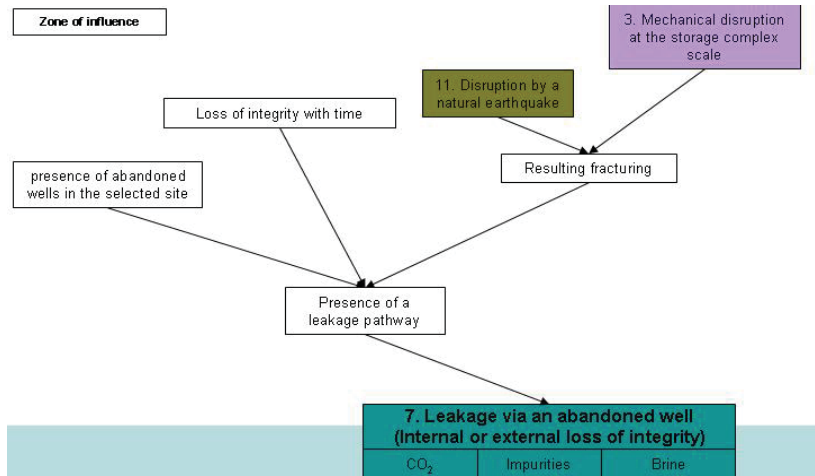 Zone of influence
3. Mechanical disruption
at the storage complex
scale
11. Disruption by a
natural earthquake
Loss of integrity with time
Resulting fracturing
presence of abandoned
wells in the selected site
Presence of a
leakage pathway
7. Leakage via an abandoned well
(Internal or external loss of integrity)
CO₂ Impurities Brine